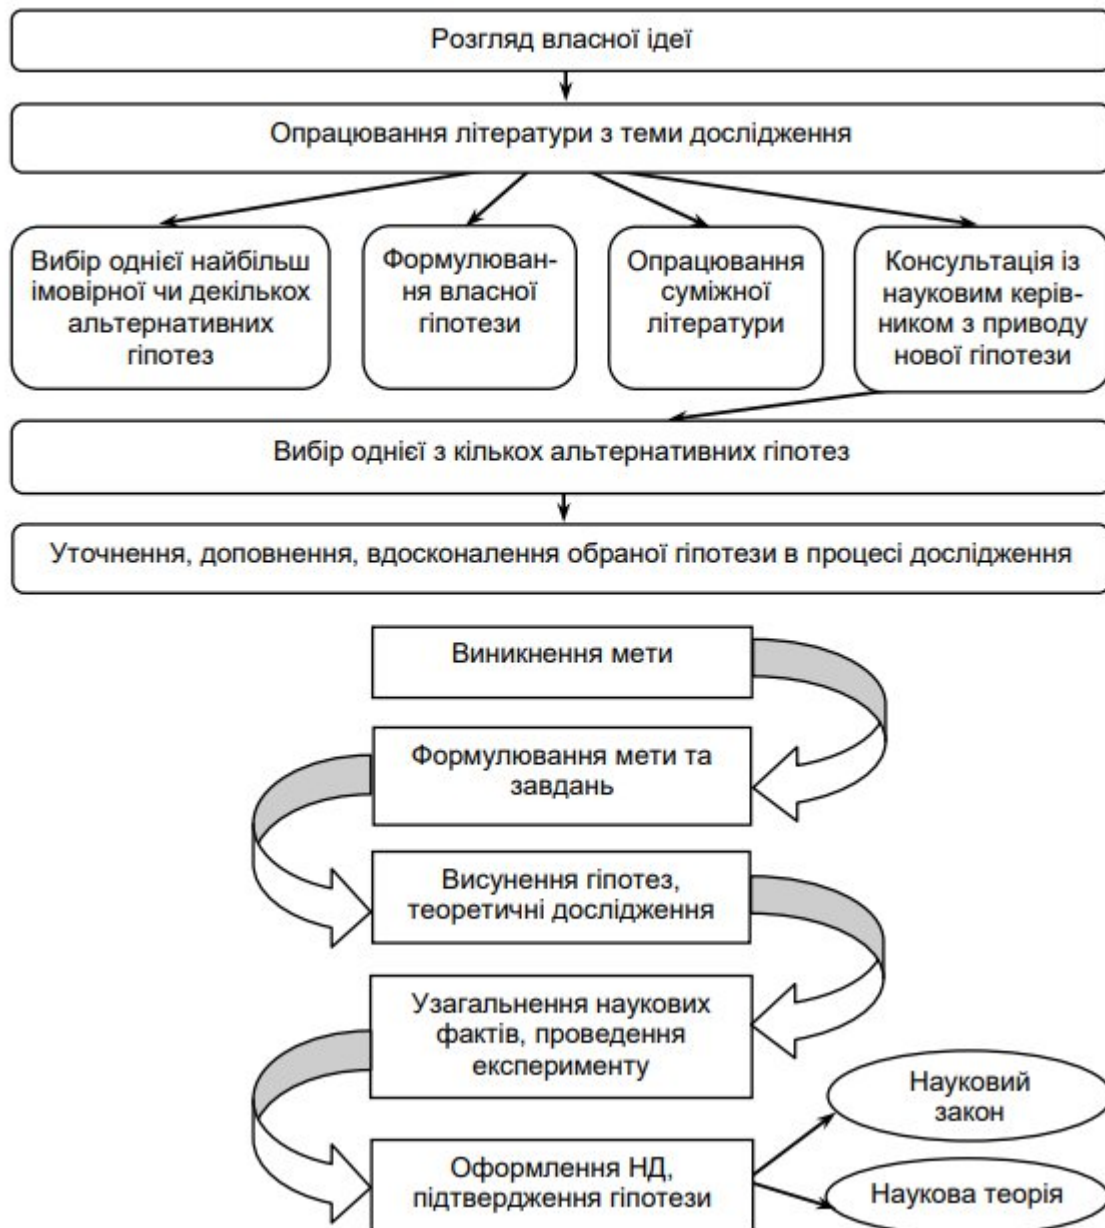 Розгляд власної ідеї
Опрацювання літератури з теми дослідження
Вибір однієї найбільш
імовірної чи декількох
альтернативних
гіпотез
Формулюван-
ня власної
гіпотези
Опрацювання
суміжної
літератури
Консультація із
науковим керів-
ником з приводу
нової гіпотези
Вибір однієї з кількох альтернативних гіпотез
Уточнення, доповнення, вдосконалення обраної гіпотези в процесі дослідження
Виникнення мети
Формулювання мети та
завдань
Висунення гіпотез,
теоретичні дослідження
Узагальнення наукових
фактів, проведення
експерименту
Оформлення НД,
підтвердження гіпотези
Науковий
закон
Наукова теорія